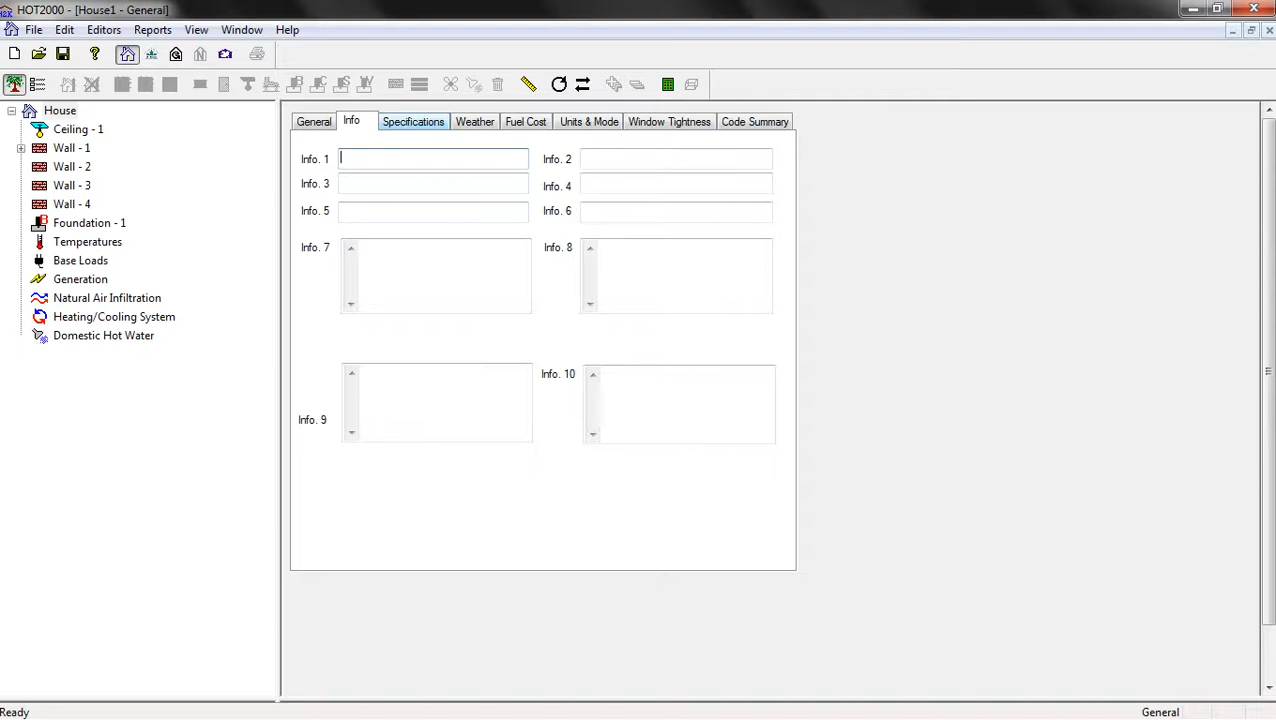 HOT2000 - [House1 - General]
File Edit Editors Reports View Window Help
House
Ceiling - 1
Wall - 1
Wall - 2
Wall - 3
Wall - 4
Foundation - 1
Temperatures
Base Loads
Generation
Natural Air Infiltration
Heating/Cooling System
Domestic Hot Water
General Info Specifications Weather Fuel Cost Units & Mode Window Tightness Code Summary
Info. 1 Info. 2
Info. 3 Info. 4
Info. 5 Info. 6
Info. 7 Info. 8
Info. 10
Info. 9
Ready General